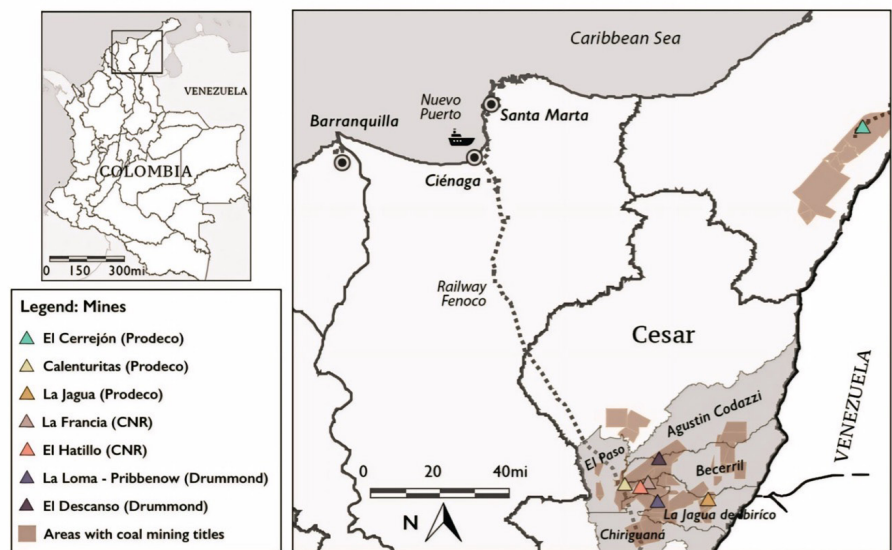 VENEZUELA
COLOMBIA
0 150 300mi
Legend: Mines
El Cerrejón (Prodeco)
Calenturitas (Prodeco)
La Jagua (Prodeco)
La Francia (CNR)
El Hatillo (CNR)
La Loma - Pribbenow (Drummond)
El Descanso (Drummond)
Areas with coal mining titles
Caribbean Sea
Nuevo
Puerto
Santa Marta
Barranquilla
Ciénaga
Railway
Fenoco
Cesar
VENEZUELA
Agustin Codazzi
El Paso
Becerril
La Jagua de Ibiríco
Chiriguaná
0 20 40mi
N